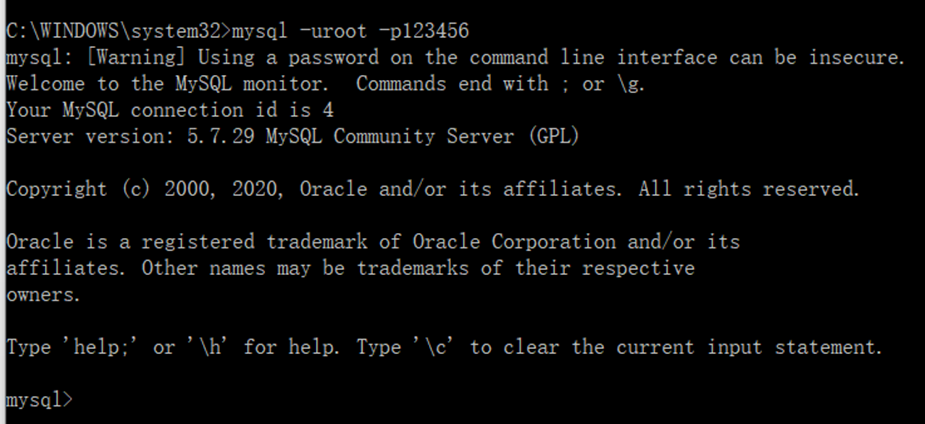 C:\WINDOWS\system32>mysql -uroot -p123456
mysql: [Warning] Using a password on the command line interface can be insecure.
Welcome to the MySQL monitor.  Commands end with ; or \g.
Your MySQL connection id is 4
Server version: 5.7.29 MySQL Community Server (GPL)
Copyright (c) 2000, 2020, Oracle and/or its affiliates. All rights reserved.
Oracle is a registered trademark of Oracle Corporation and/or its
affiliates. Other names may be trademarks of their respective
owners.
Type 'help;' or '\h' for help. Type '\c' to clear the current input statement.
mysql>